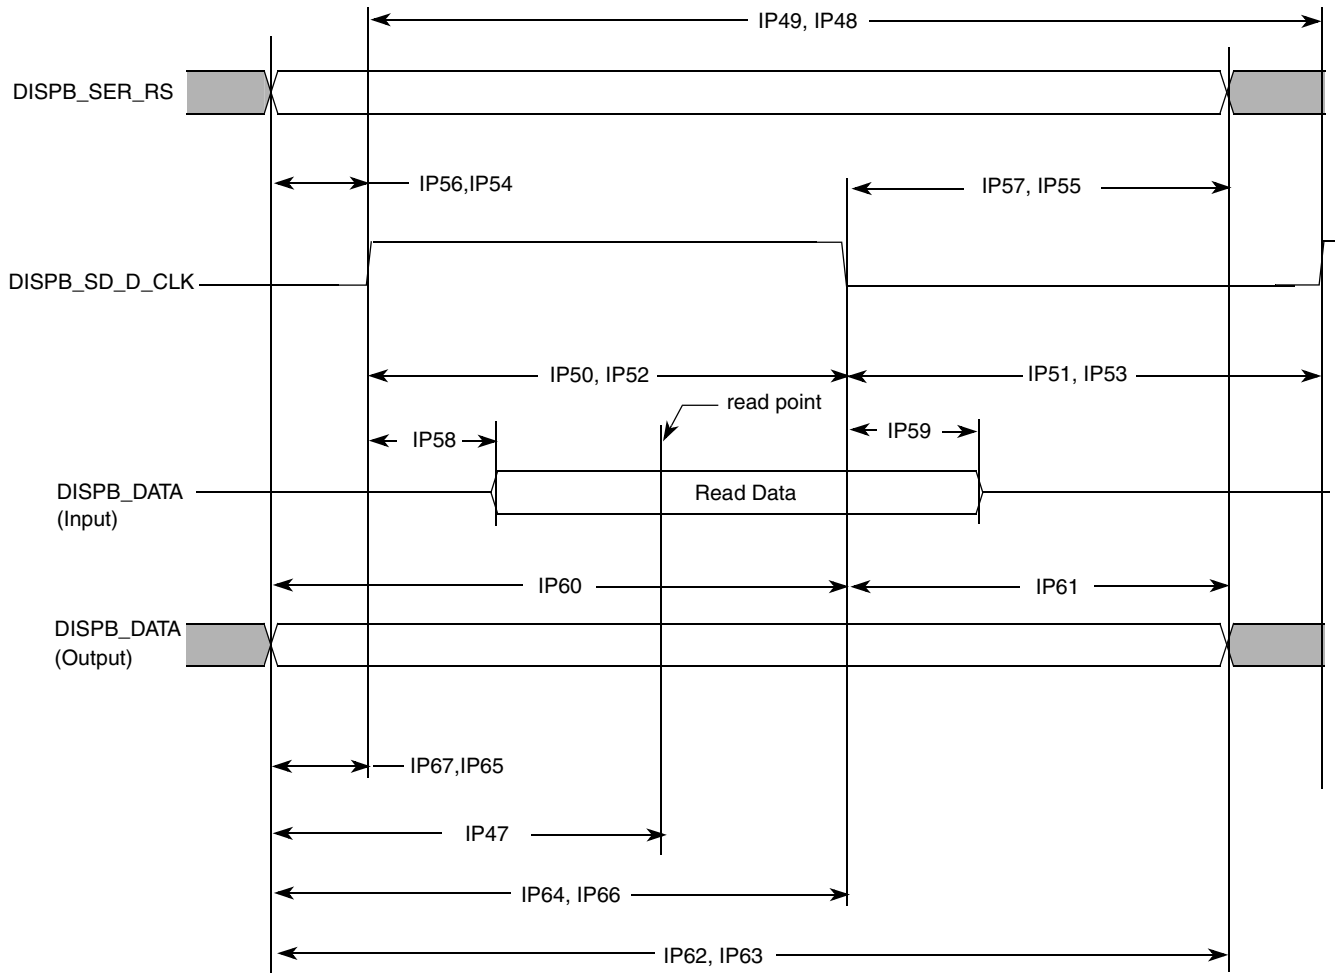 IP49, IP48
DISPB_SER_RS
IP56,IP54
IP57, IP55
DISPB_SD_D_CLK
IP50, IP52
IP51, IP53
read point
IP58
IP59
DISPB_DATA
(Input)
Read Data
IP60
IP61
DISPB_DATA
(Output)
IP67,IP65
IP47
IP64, IP66
IP62, IP63